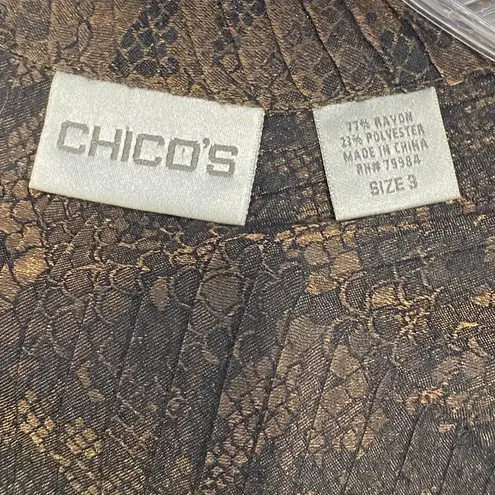 CHICO'S
77% RAYON
23% POLYESTER
MADE IN CHINA
RN# 79984
SIZE 3